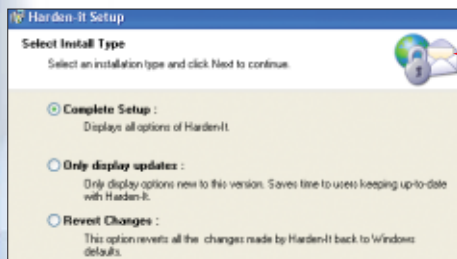 Harden-it Setup
Select Install Type
Select an installation type and click Next to continue.
Complete Setup :
Displays all options of Harden-It.
Only display updates :
Only display options new to this version. Saves time to users keeping up-to-date
with Harden-It.
Revert Changes :
This option reverts all the changes made by Harden-It back to Windows
defaults.